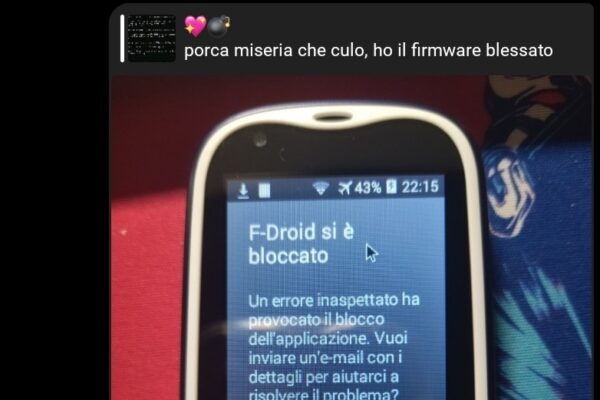 💖💣
porca miseria che culo, ho il firmware blessato
43% 22:15
F-Droid si è
bloccato
Un errore inaspettato ha
provocato il blocco
dell'applicazione. Vuoi
inviare un'e-mail con i
dettagli per aiutarci a
risolvere il problema?